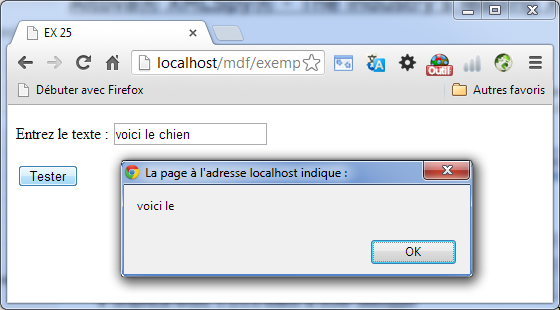 EX 25
localhost/mdf/exemp
Outil
Débuter avec Firefox
Autres favoris
Entrez le texte : voici le chien
Tester
La page à l'adresse localhost indique :
voici le
OK